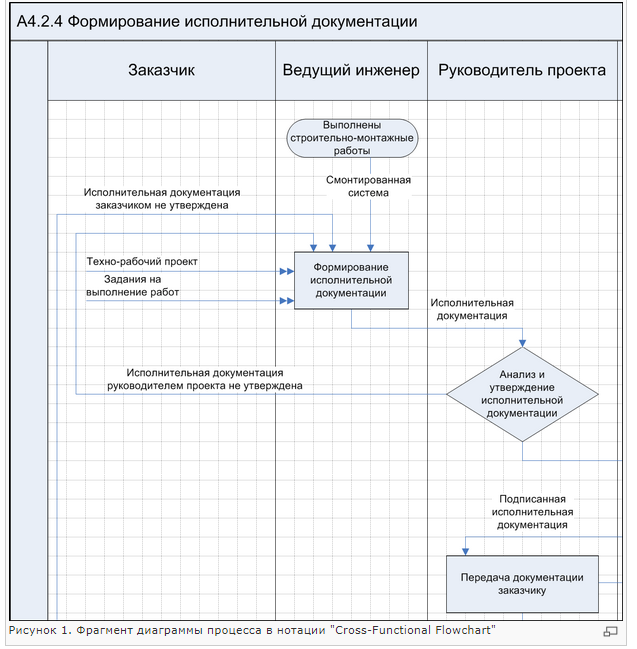 А4.2.4 Формирование исполнительной документации
Заказчик
Ведущий инженер
Руководитель проекта
Выполнены
строительно-монтажные
работы
Смонтированная
система
Исполнительная документация
заказчиком не утверждена
Техно-рабочий проект
Задания на
выполнение работ
Формирование
исполнительной
документации
Исполнительная
документация
Исполнительная документация
руководителем проекта не утверждена
Анализ и
утверждение
исполнительной
документации
Подписанная
исполнительная
документация
Передача документации
заказчику
Рисунок 1. Фрагмент диаграммы процесса в нотации "Cross-Functional Flowchart"